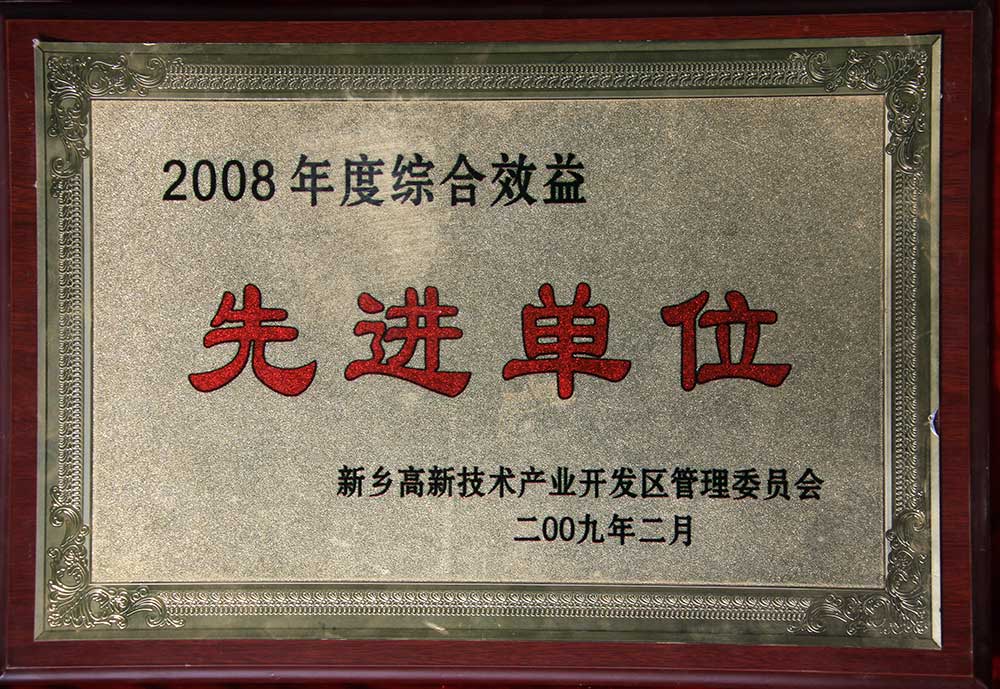 2008年度综合效益
先进单位
新乡高新技术产业开发区管理委员会
二00九年二月